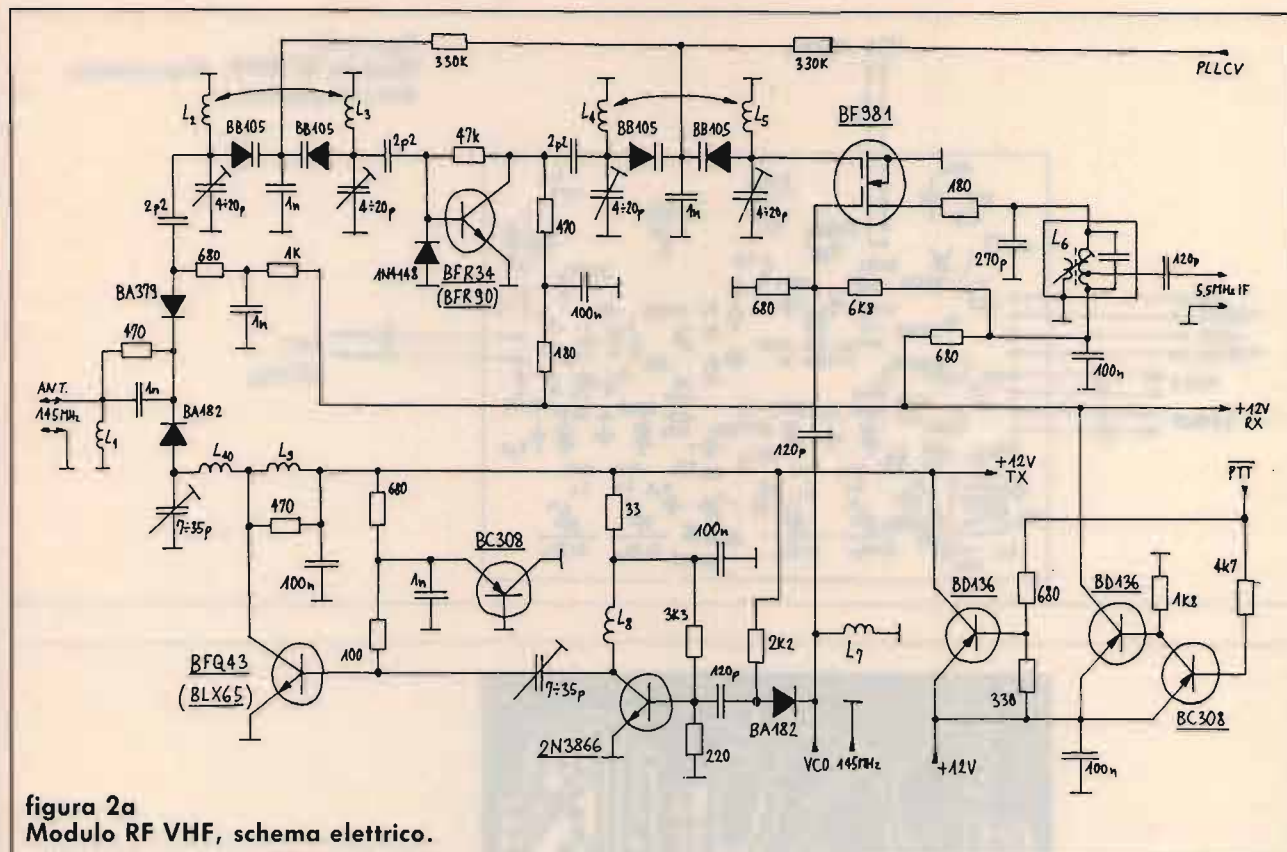 330K
330K
PLLCV
L2
L3
L4
L5
BB105
BB105
BB105
BB105
BF981
2p2
47K
2p2
4÷20p
1n
4÷20p
4÷20p
1n
4÷20p
2p2
680
1K
1N4148
BFR34
(BFR90)
470
100n
180
180
270p
L6
120p
5,5MHz IF
680
6K8
680
100n
BA379
1n
470
ANT.
145MHz
1n
BA182
L1
+12V
RX
L10
L9
120p
+12V
TX
PTT
7÷35p
470
100n
680
BC308
1n
33
100n
3K3
2K2
L8
L7
BD136
680
BD136
1K8
4K7
BFQ43
(BLX65)
100
7÷35p
120p
BA182
330
BC308
2N3866
220
VCO 145MHz
+12V
100n
figura 2a
Modulo RF VHF, schema elettrico.